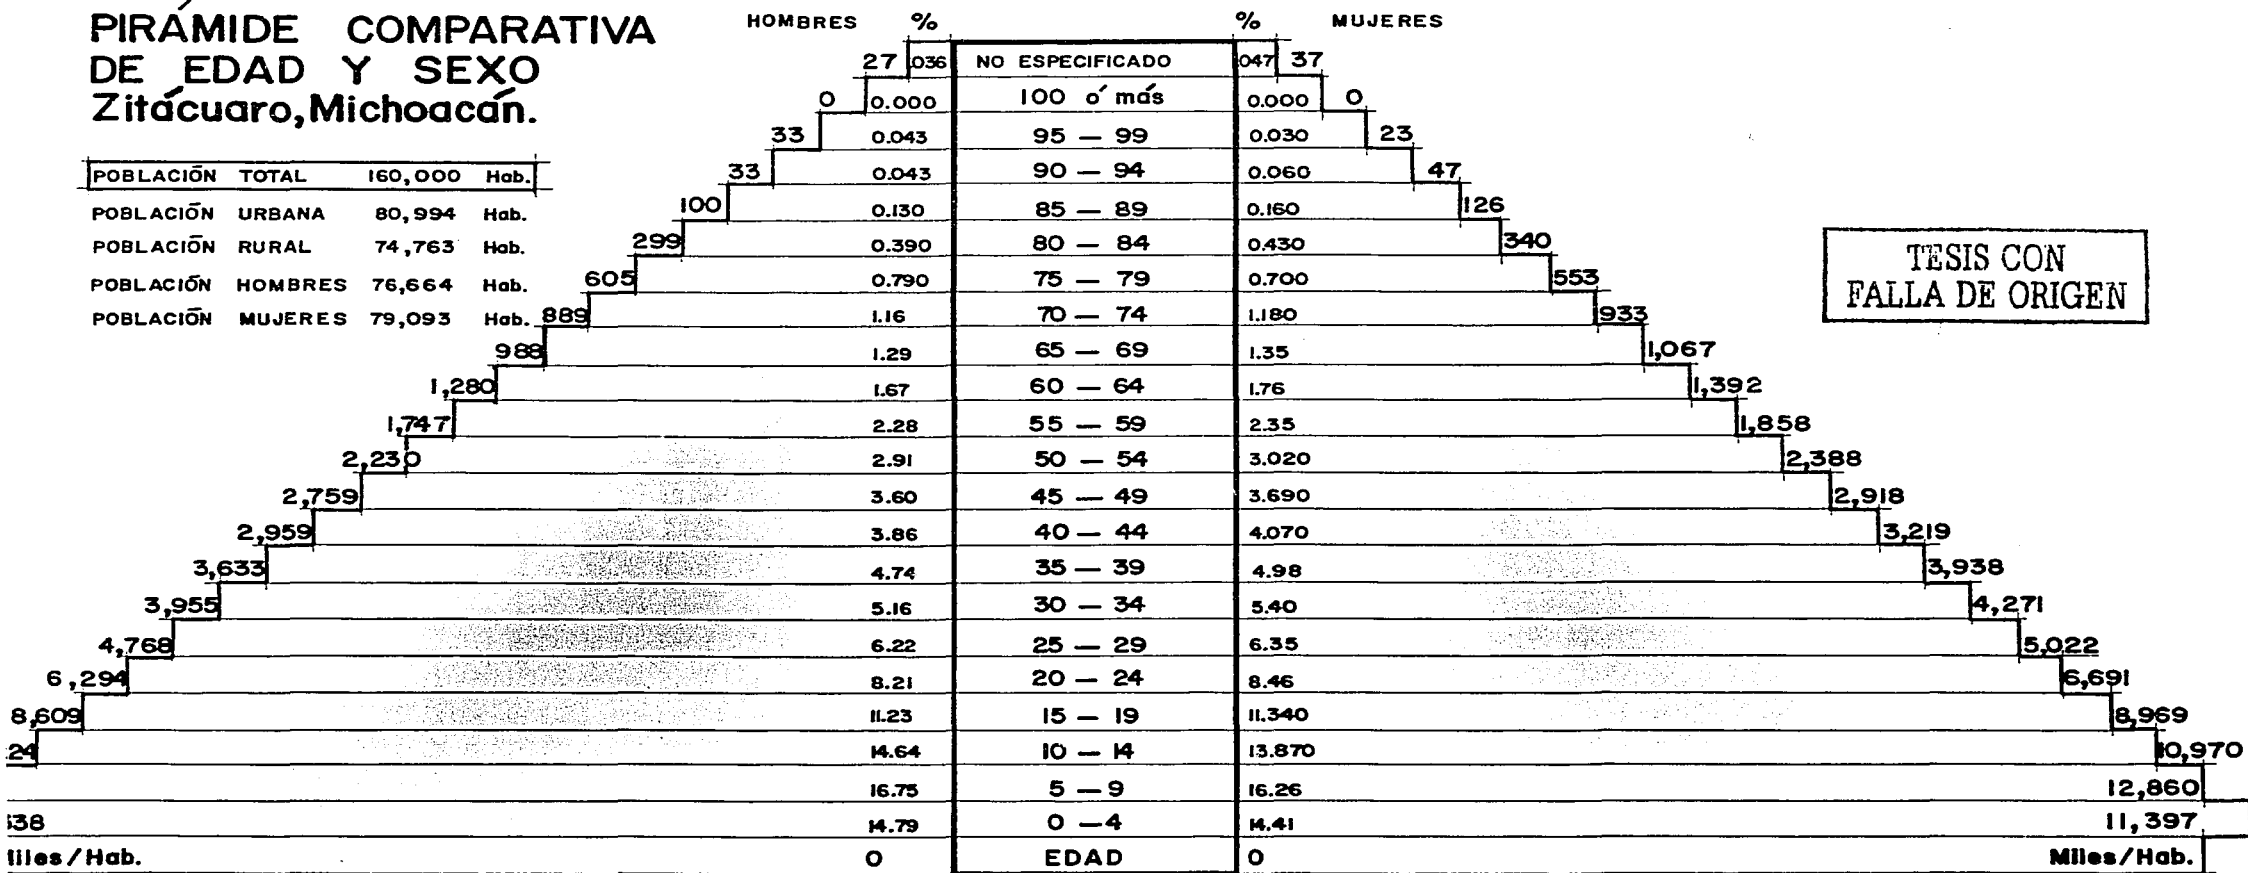 PIRÁMIDE COMPARATIVA
DE EDAD Y SEXO
Zitácuaro, Michoacán.
POBLACIÓN TOTAL 160,000 Hab.
POBLACIÓN URBANA 80,994 Hab.
POBLACIÓN RURAL 74,763 Hab.
POBLACIÓN HOMBRES 76,664 Hab.
POBLACIÓN MUJERES 79,093 Hab.
HOMBRES % % MUJERES
27 .036 NO ESPECIFICADO .047 37
0 0.000 100 ó más 0.000 0
33 0.043 95 — 99 0.030 23
33 0.043 90 — 94 0.060 47
100 0.130 85 — 89 0.160 126
299 0.390 80 — 84 0.430 340
605 0.790 75 — 79 0.700 553
889 1.16 70 — 74 1.180 933
988 1.29 65 — 69 1.35 1,067
1,280 1.67 60 — 64 1.76 1,392
1,747 2.28 55 — 59 2.35 1,858
2,230 2.91 50 — 54 3.020 2,388
2,759 3.60 45 — 49 3.690 2,918
2,959 3.86 40 — 44 4.070 3,219
3,633 4.74 35 — 39 4.98 3,938
3,955 5.16 30 — 34 5.40 4,271
4,768 6.22 25 — 29 6.35 5,022
6,294 8.21 20 — 24 8.46 6,691
8,609 11.23 15 — 19 11.340 8,969
24 14.64 10 — 14 13.870 10,970
16.75 5 — 9 16.26 12,860
38 14.79 0 — 4 14.41 11,397
/Hab. 0 EDAD 0 Miles/Hab.
TESIS CON
FALLA DE ORIGEN